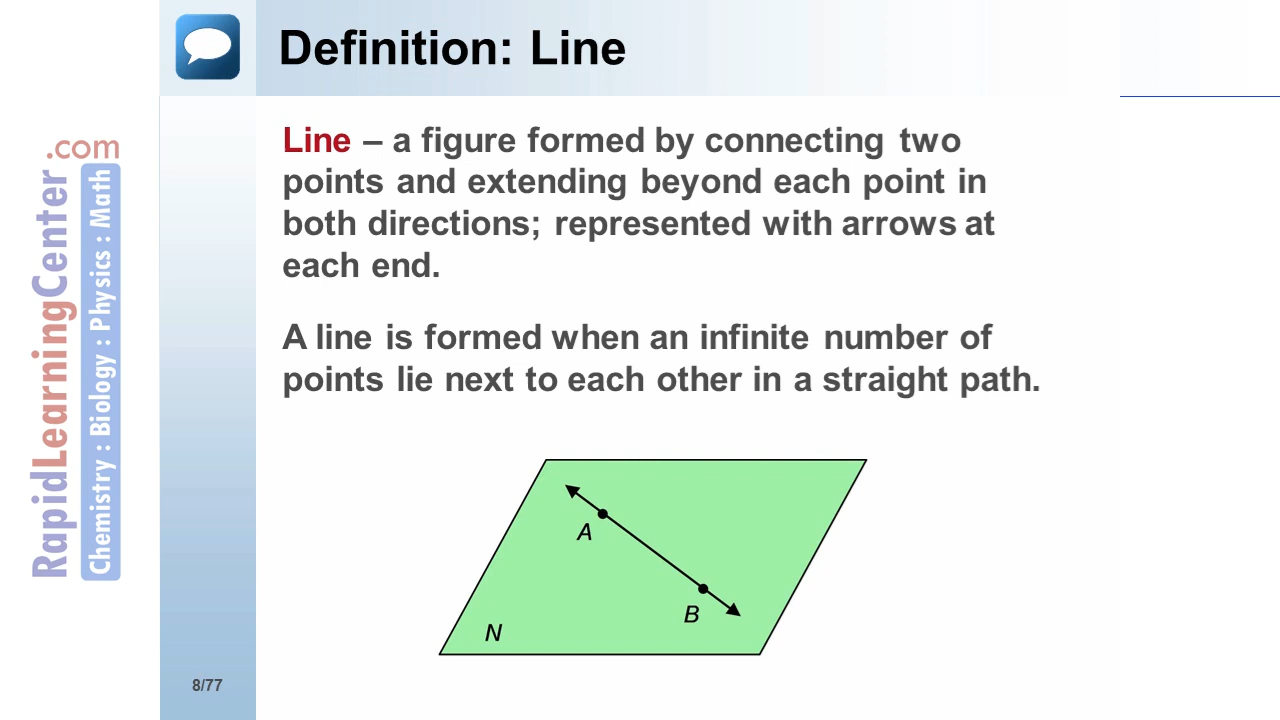 Definition: Line
Line – a figure formed by connecting two
points and extending beyond each point in
both directions; represented with arrows at
each end.
A line is formed when an infinite number of
points lie next to each other in a straight path.
A
B
N
8/77
RapidLearningCenter.com
Chemistry : Biology : Physics : Math